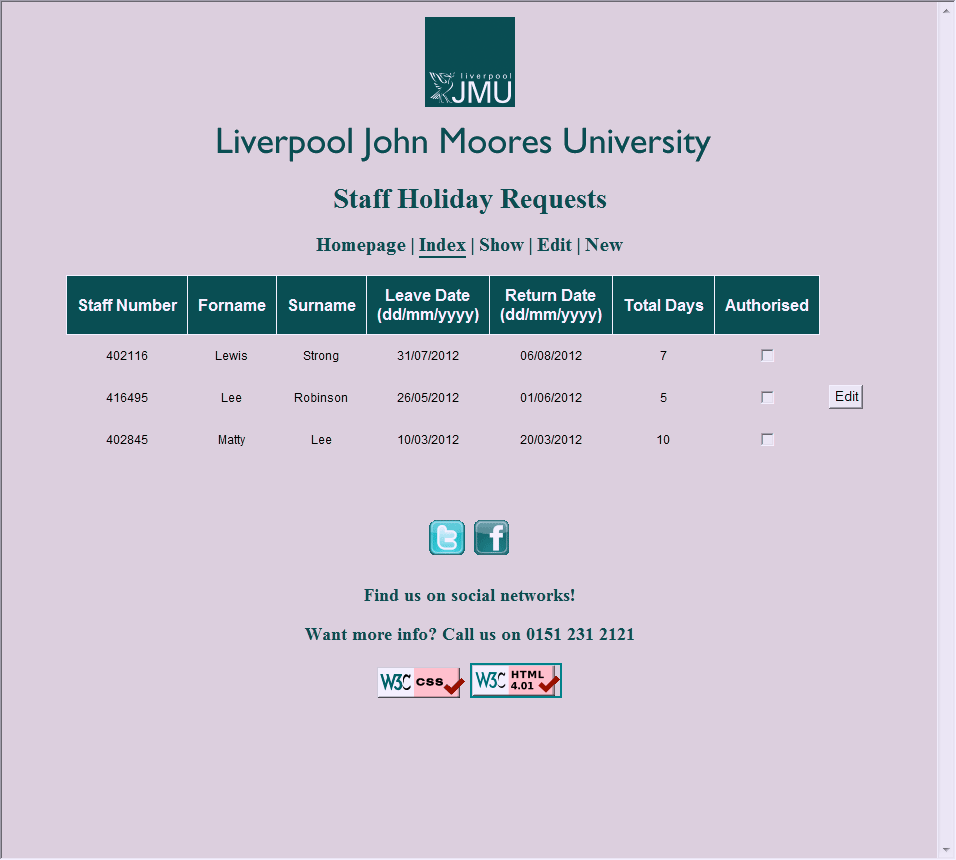 liverpool
JMU
Liverpool John Moores University
Staff Holiday Requests
Homepage | Index | Show | Edit | New
Staff Number Forname Surname Leave Date (dd/mm/yyyy) Return Date (dd/mm/yyyy) Total Days Authorised
402116 Lewis Strong 31/07/2012 06/08/2012 7
416495 Lee Robinson 26/05/2012 01/06/2012 5 Edit
402845 Matty Lee 10/03/2012 20/03/2012 10
t f
Find us on social networks!
Want more info? Call us on 0151 231 2121
W3C css W3C HTML 4.01